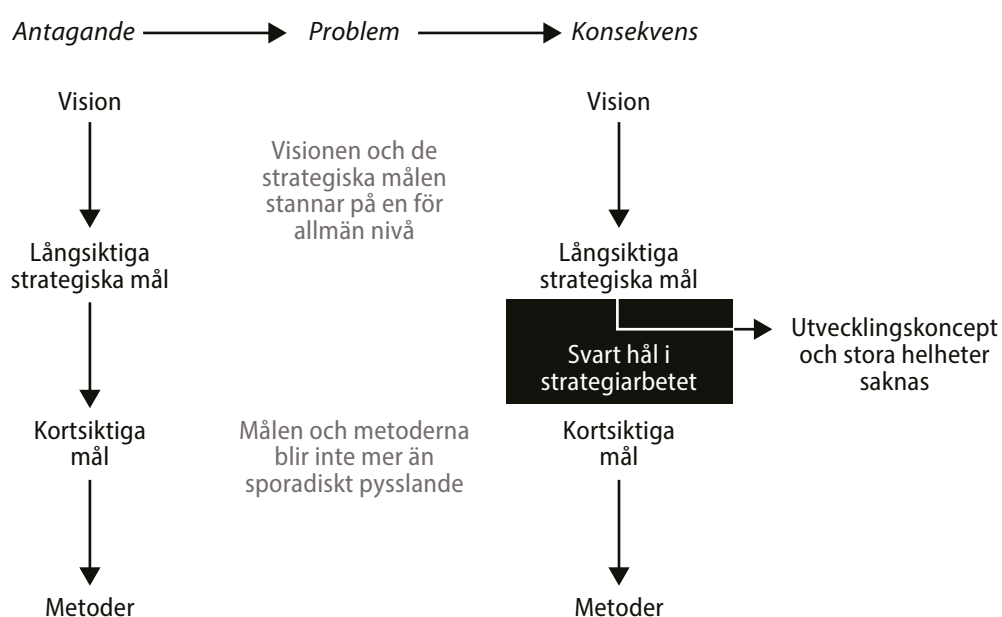 Antagande
Problem
Konsekvens
Vision
Vision
Visionen och de
strategiska målen
stannar på en för
allmän nivå
Långsiktiga
strategiska mål
Långsiktiga
strategiska mål
Svart hål i
strategiarbetet
Utvecklingskoncept
och stora helheter
saknas
Kortsiktiga
mål
Målen och metoderna
blir inte mer än
sporadiskt pysslande
Kortsiktiga
mål
Metoder
Metoder